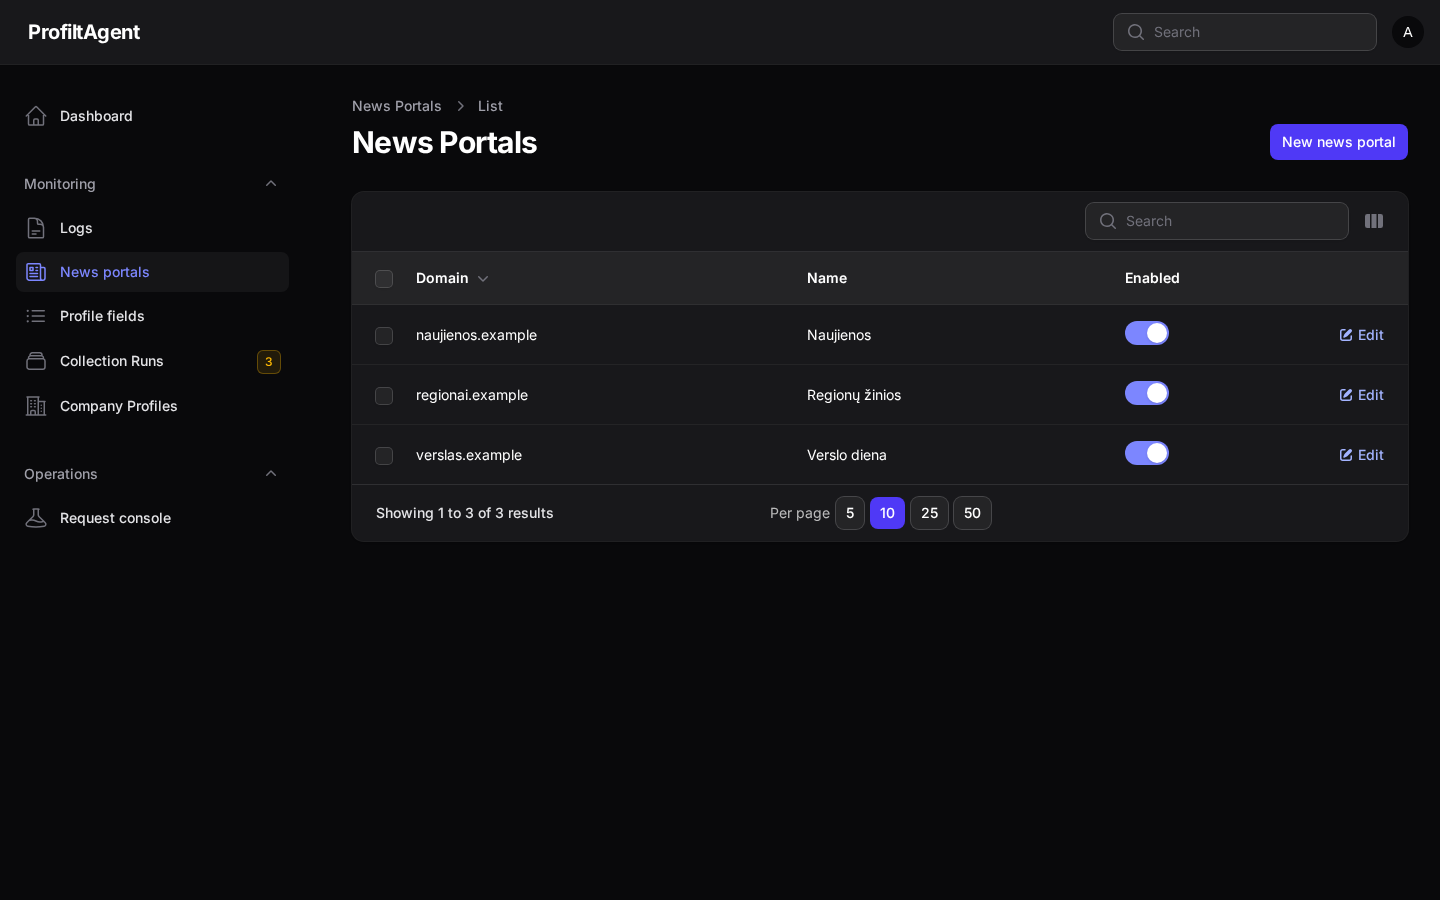 ProfiltAgent
Search
A
Dashboard
Monitoring
Logs
News portals
Profile fields
Collection Runs
3
Company Profiles
Operations
Request console
News Portals
List
News Portals
New news portal
Search
Domain
Name
Enabled
naujienos.example
Naujienos
Edit
regionai.example
Regionų žinios
Edit
verslas.example
Verslo diena
Edit
Showing 1 to 3 of 3 results
Per page
5
10
25
50